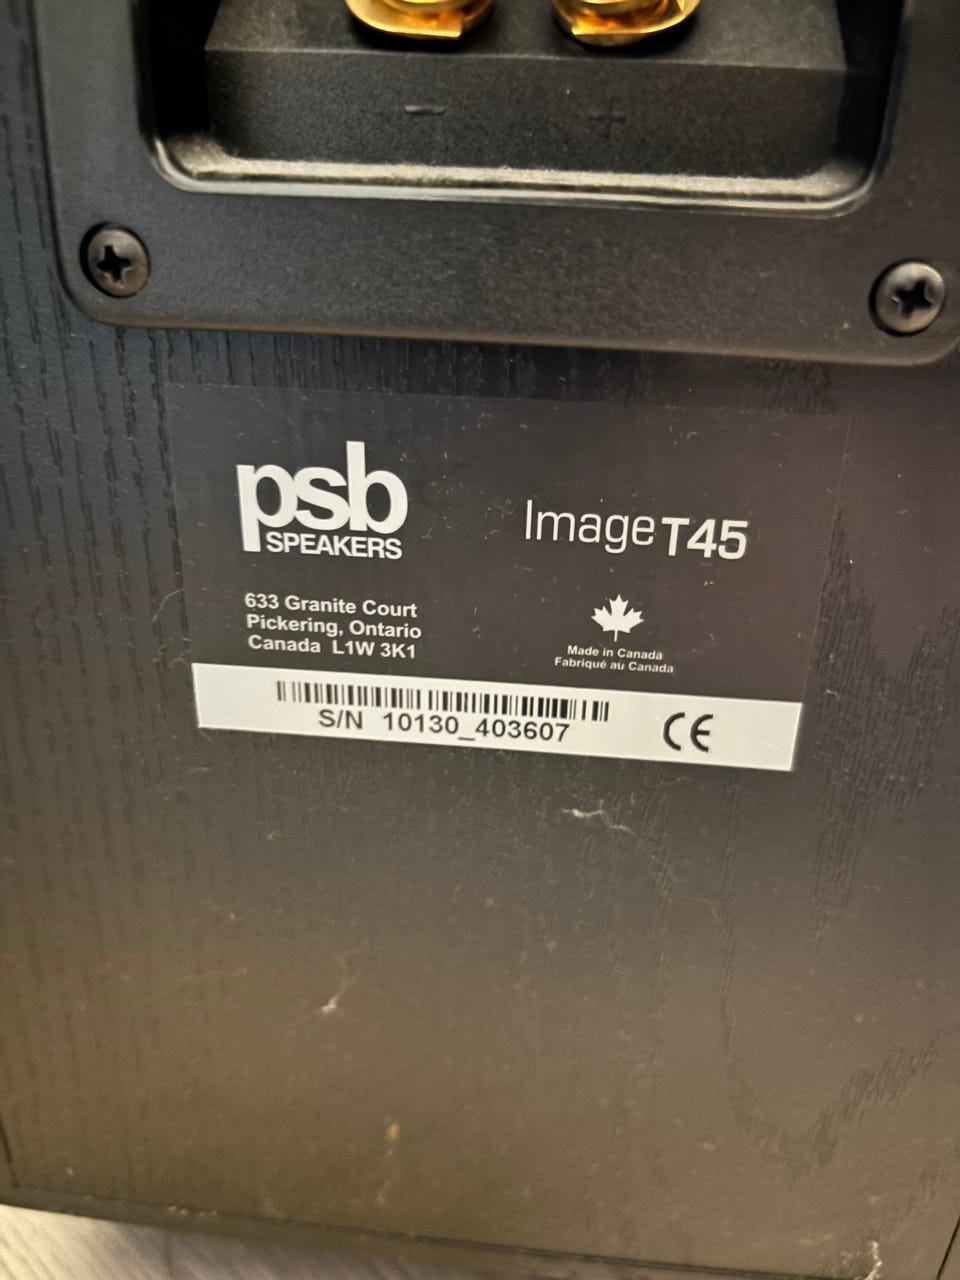 - +
psb
SPEAKERS
Image T45
633 Granite Court
Pickering, Ontario
Canada L1W 3K1
Made in Canada
Fabriqué au Canada
S/N 10130_403607
CE